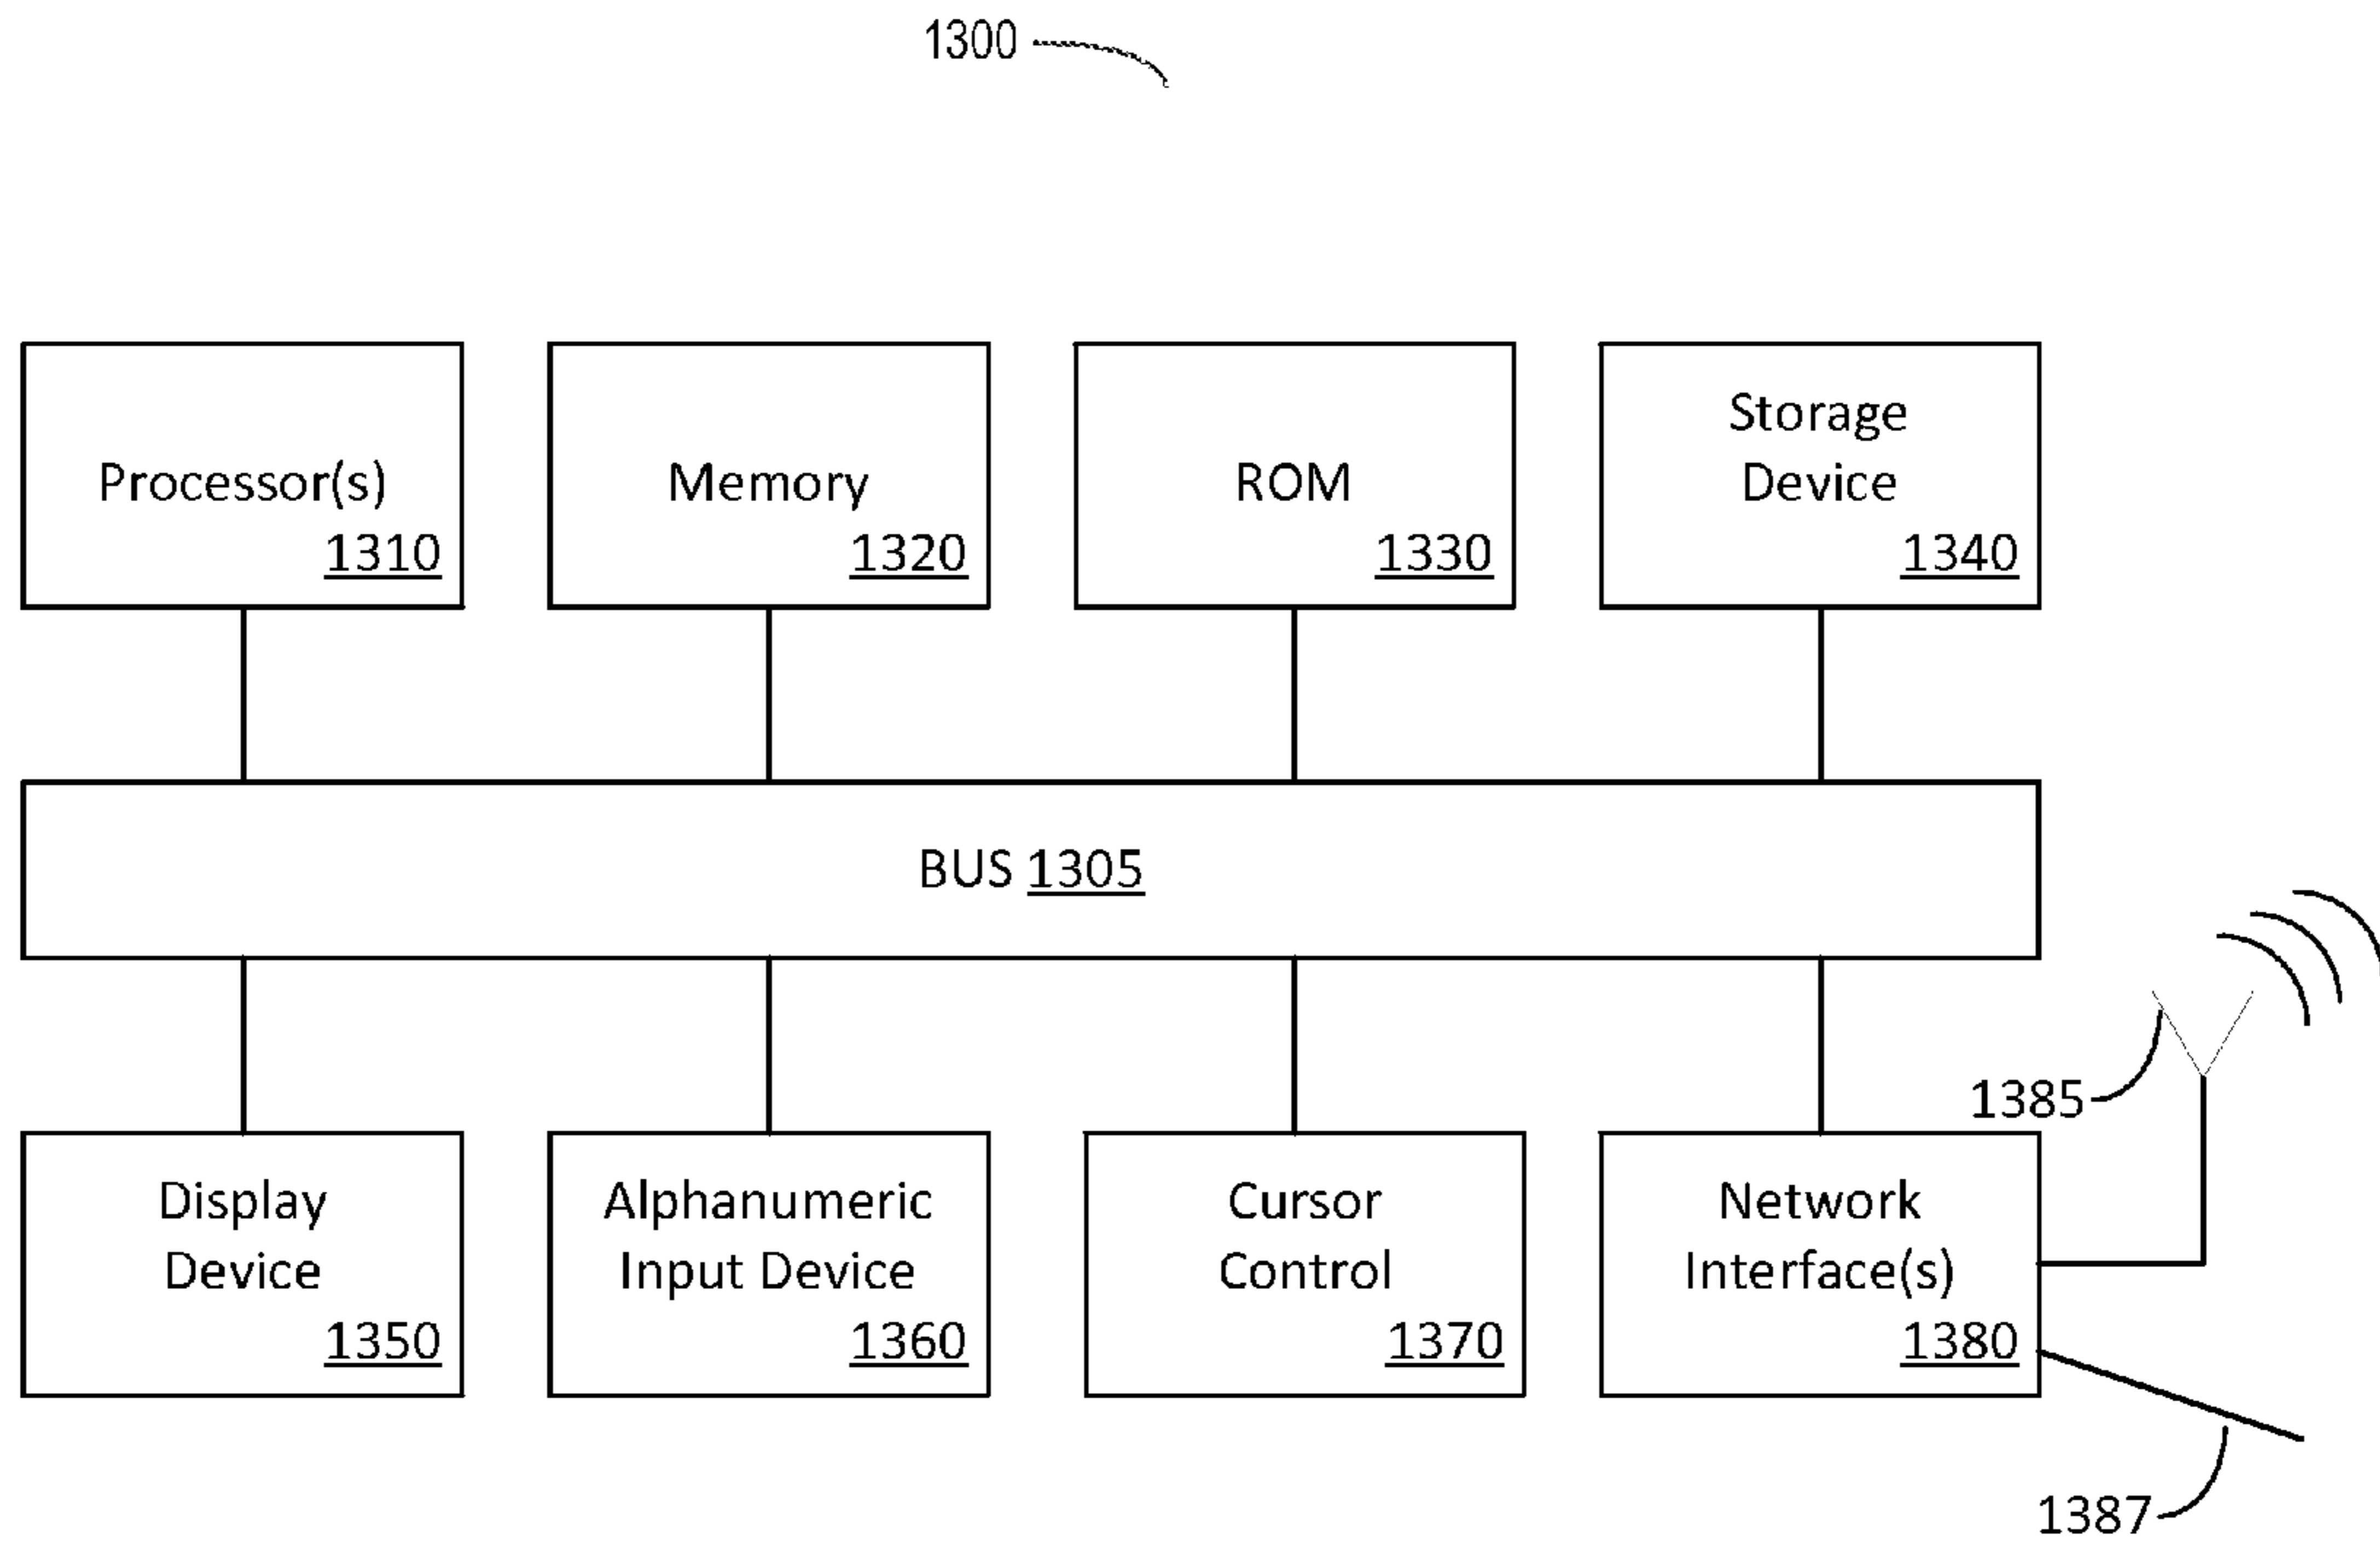 1300
Processor(s)
1310
Memory
1320
ROM
1330
Storage
Device
1340
BUS 1305
Display
Device
1350
Alphanumeric
Input Device
1360
Cursor
Control
1370
Network
Interface(s)
1380
1385
1387